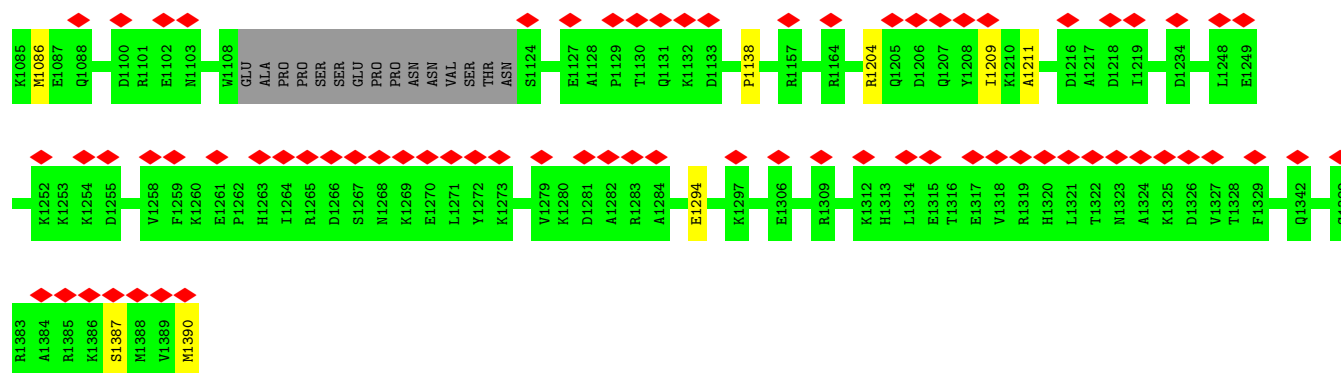 K1085 M1086 E1087 Q1088 D1100 R1101 E1102 N1103 W1108 GLU ALA PRO PRO SER SER GLU PRO PRO ASN ASN VAL SER THR ASN S1124 E1127 A1128 P1129 T1130 Q1131 K1132 D1133 P1138 R1157 R1164 R1204 Q1205 D1206 Q1207 Y1208 I1209 K1210 A1211 D1216 A1217 D1218 I1219 D1234 L1248 E1249
K1252 K1253 K1254 D1255 V1258 F1259 K1260 E1261 P1262 H1263 I1264 R1265 D1266 S1267 N1268 K1269 E1270 L1271 Y1272 K1273 V1279 K1280 D1281 A1282 R1283 A1284 E1294 K1297 E1306 R1309 K1312 H1313 L1314 E1315 T1316 E1317 V1318 R1319 H1320 L1321 T1322 N1323 A1324 K1325 D1326 V1327 T1328 F1329 Q1342
R1383 A1384 R1385 K1386 S1387 M1388 V1389 M1390